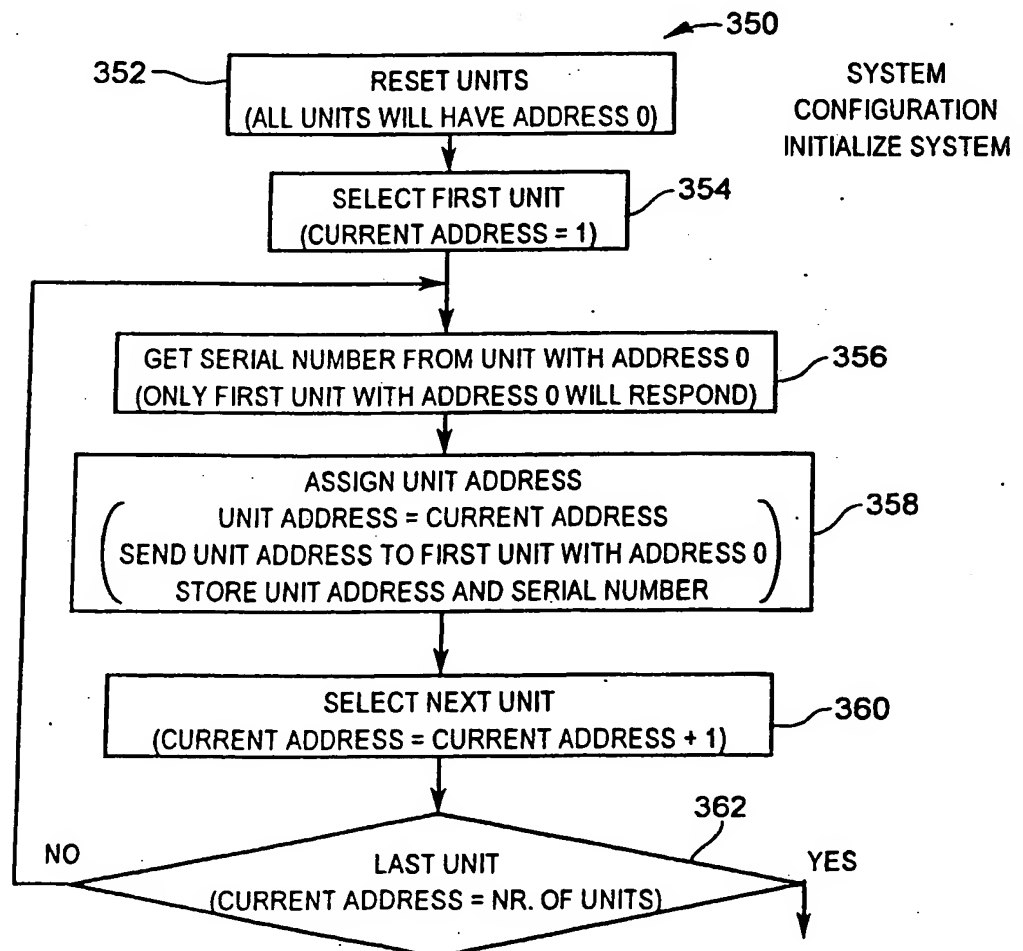 350
352
RESET UNITS
(ALL UNITS WILL HAVE ADDRESS 0)
SYSTEM
CONFIGURATION
INITIALIZE SYSTEM
SELECT FIRST UNIT
(CURRENT ADDRESS = 1)
354
GET SERIAL NUMBER FROM UNIT WITH ADDRESS 0
(ONLY FIRST UNIT WITH ADDRESS 0 WILL RESPOND)
356
ASSIGN UNIT ADDRESS
UNIT ADDRESS = CURRENT ADDRESS
SEND UNIT ADDRESS TO FIRST UNIT WITH ADDRESS 0
STORE UNIT ADDRESS AND SERIAL NUMBER
358
SELECT NEXT UNIT
(CURRENT ADDRESS = CURRENT ADDRESS + 1)
360
362
NO
LAST UNIT
(CURRENT ADDRESS = NR. OF UNITS)
YES